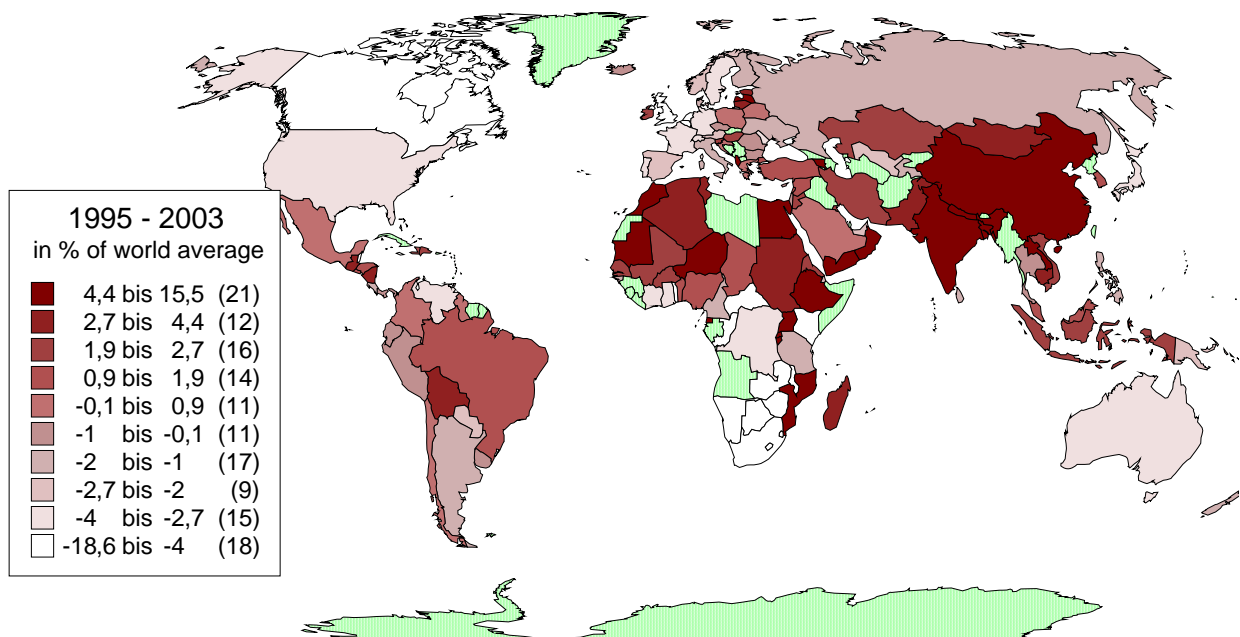 1995 - 2003
in % of world average
4,4 bis 15,5 (21)
2,7 bis 4,4 (12)
1,9 bis 2,7 (16)
0,9 bis 1,9 (14)
-0,1 bis 0,9 (11)
-1 bis -0,1 (11)
-2 bis -1 (17)
-2,7 bis -2 (9)
-4 bis -2,7 (15)
-18,6 bis -4 (18)